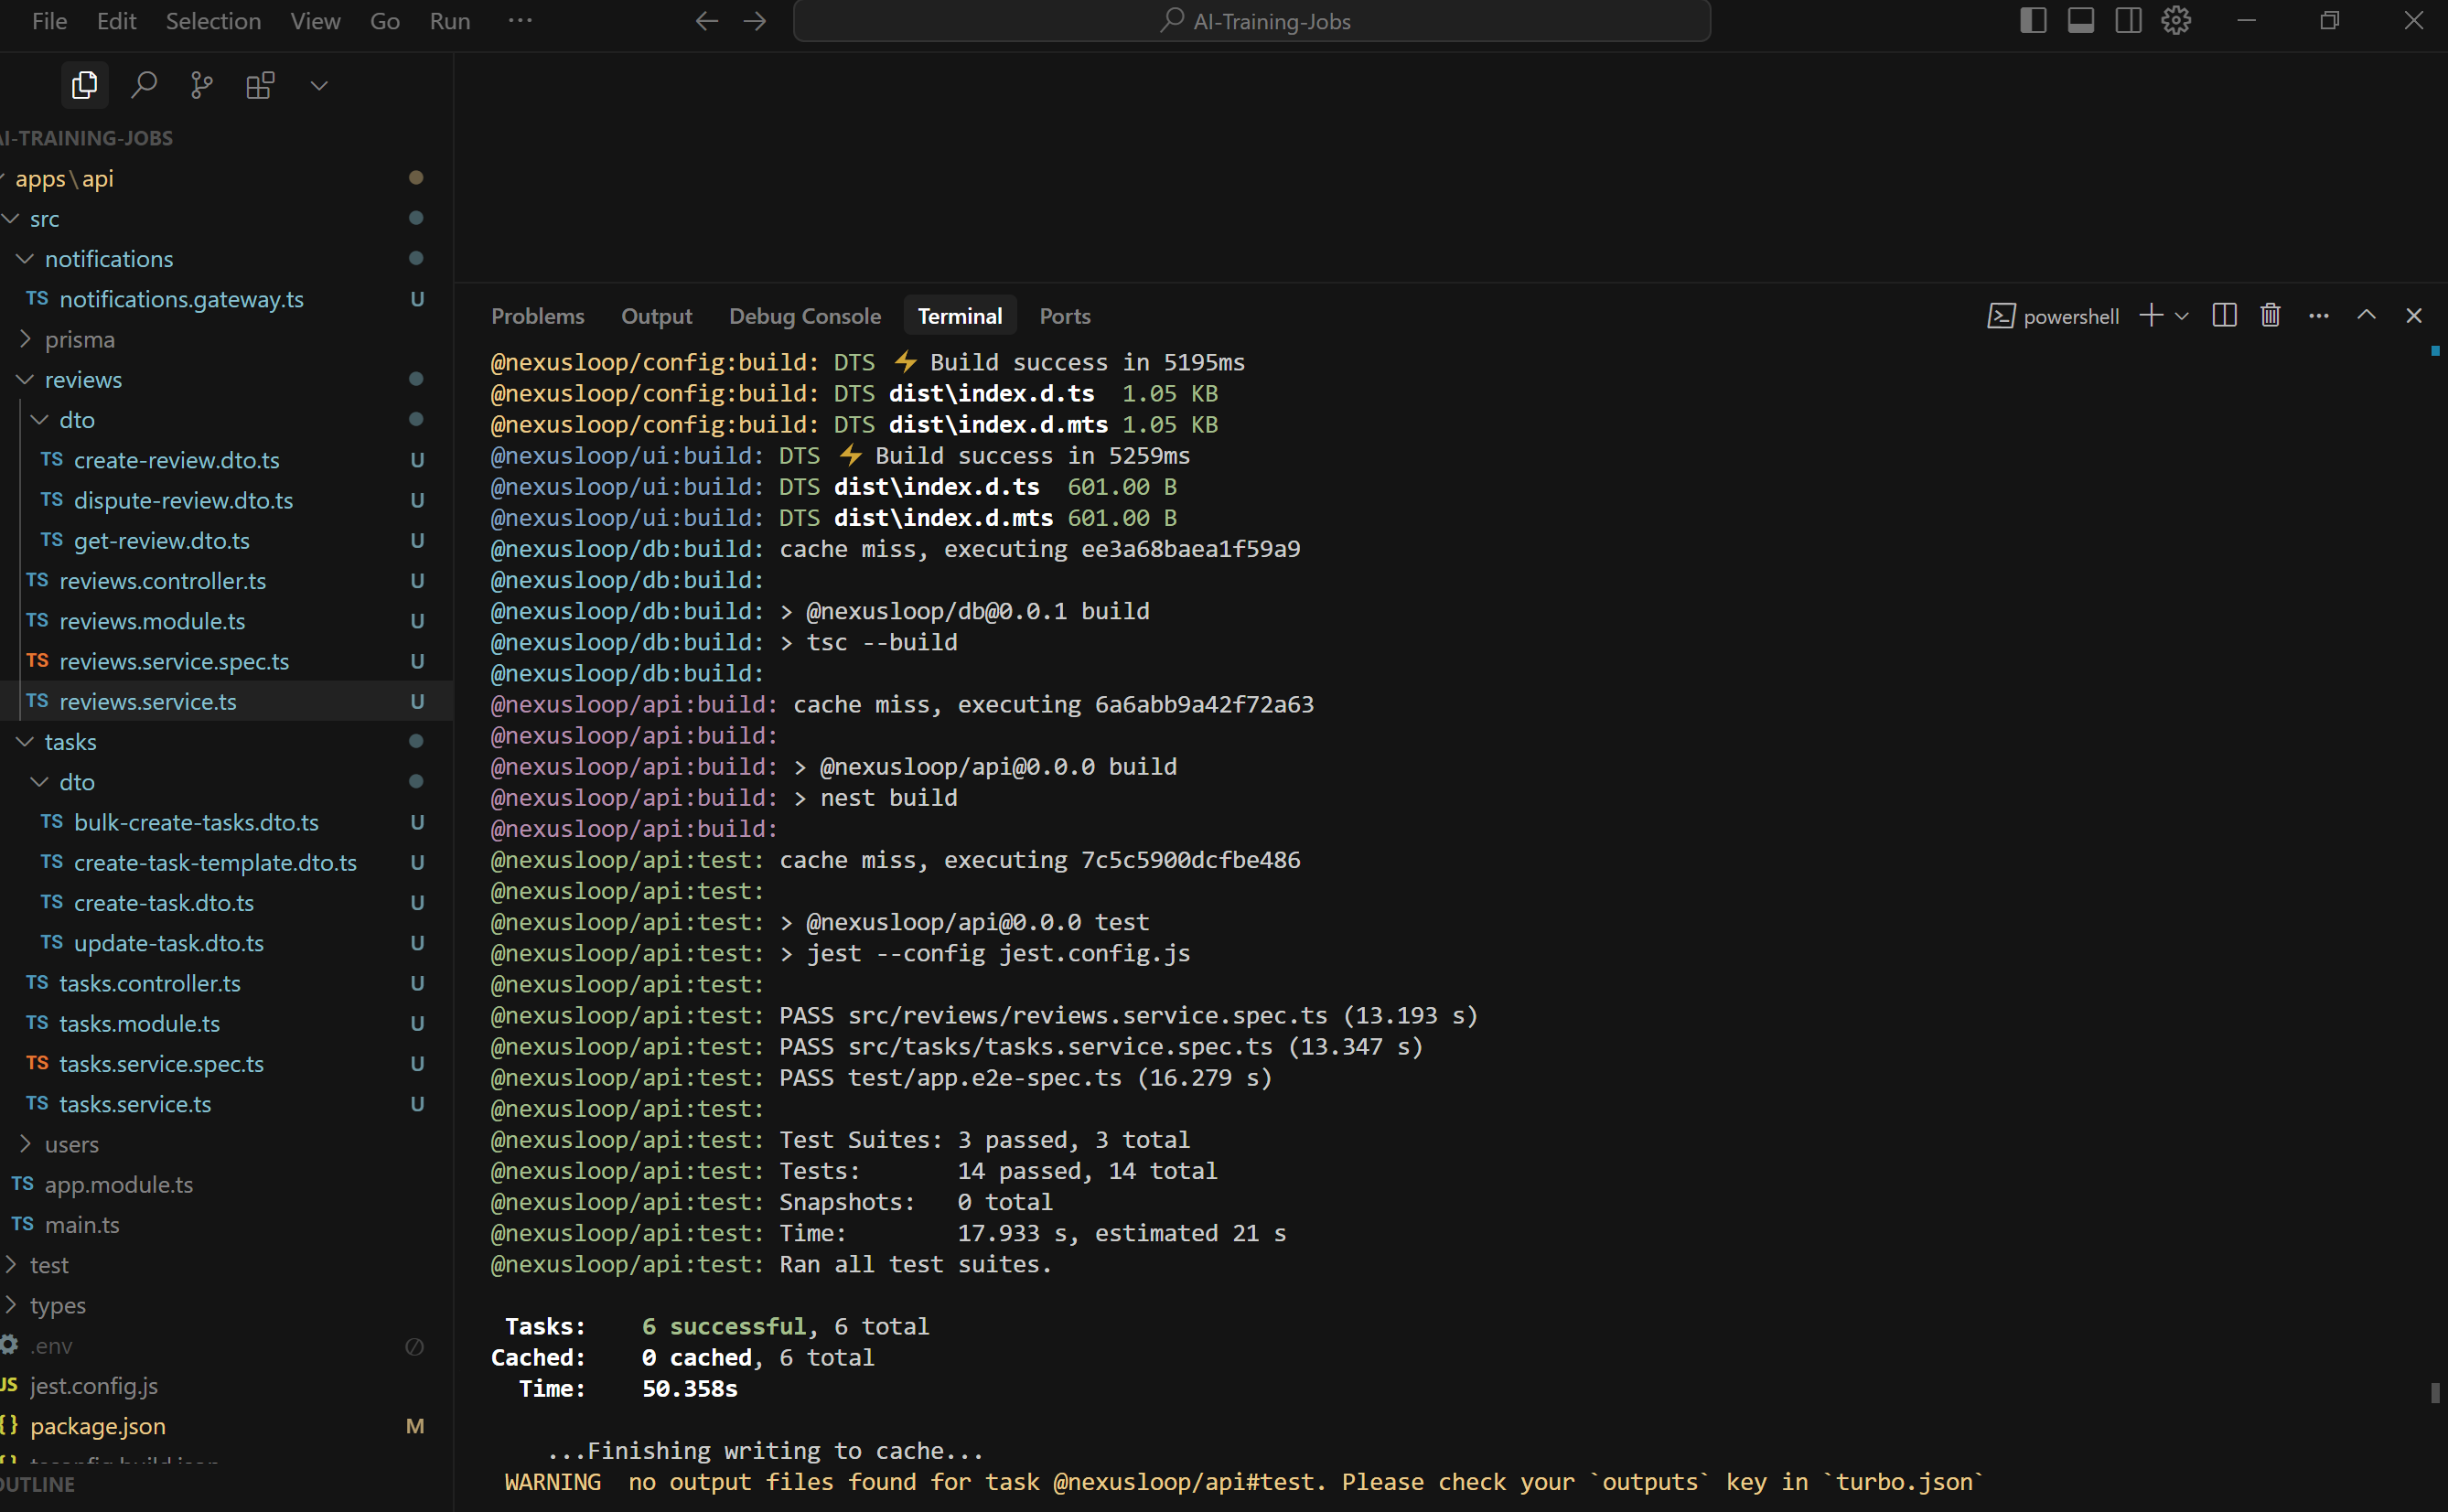 File Edit Selection View Go Run ···
AI-Training-Jobs
AI-TRAINING-JOBS
apps\api
src
notifications
TS notifications.gateway.ts U
prisma
reviews
dto
TS create-review.dto.ts U
TS dispute-review.dto.ts U
TS get-review.dto.ts U
TS reviews.controller.ts U
TS reviews.module.ts U
TS reviews.service.spec.ts U
TS reviews.service.ts U
tasks
dto
TS bulk-create-tasks.dto.ts U
TS create-task-template.dto.ts U
TS create-task.dto.ts U
TS update-task.dto.ts U
TS tasks.controller.ts U
TS tasks.module.ts U
TS tasks.service.spec.ts U
TS tasks.service.ts U
users
TS app.module.ts
TS main.ts
test
types
.env
JS jest.config.js
{} package.json M
OUTLINE
Problems Output Debug Console Terminal Ports
powershell
@nexusloop/config:build: DTS ⚡ Build success in 5195ms
@nexusloop/config:build: DTS dist\index.d.ts 1.05 KB
@nexusloop/config:build: DTS dist\index.d.mts 1.05 KB
@nexusloop/ui:build: DTS ⚡ Build success in 5259ms
@nexusloop/ui:build: DTS dist\index.d.ts 601.00 B
@nexusloop/ui:build: DTS dist\index.d.mts 601.00 B
@nexusloop/db:build: cache miss, executing ee3a68baea1f59a9
@nexusloop/db:build:
@nexusloop/db:build: > @nexusloop/db@0.0.1 build
@nexusloop/db:build: > tsc --build
@nexusloop/db:build:
@nexusloop/api:build: cache miss, executing 6a6abb9a42f72a63
@nexusloop/api:build:
@nexusloop/api:build: > @nexusloop/api@0.0.0 build
@nexusloop/api:build: > nest build
@nexusloop/api:build:
@nexusloop/api:test: cache miss, executing 7c5c5900dcfbe486
@nexusloop/api:test:
@nexusloop/api:test: > @nexusloop/api@0.0.0 test
@nexusloop/api:test: > jest --config jest.config.js
@nexusloop/api:test:
@nexusloop/api:test: PASS src/reviews/reviews.service.spec.ts (13.193 s)
@nexusloop/api:test: PASS src/tasks/tasks.service.spec.ts (13.347 s)
@nexusloop/api:test: PASS test/app.e2e-spec.ts (16.279 s)
@nexusloop/api:test:
@nexusloop/api:test: Test Suites: 3 passed, 3 total
@nexusloop/api:test: Tests: 14 passed, 14 total
@nexusloop/api:test: Snapshots: 0 total
@nexusloop/api:test: Time: 17.933 s, estimated 21 s
@nexusloop/api:test: Ran all test suites.
Tasks: 6 successful, 6 total
Cached: 0 cached, 6 total
Time: 50.358s
...Finishing writing to cache...
WARNING no output files found for task @nexusloop/api#test. Please check your `outputs` key in `turbo.json`